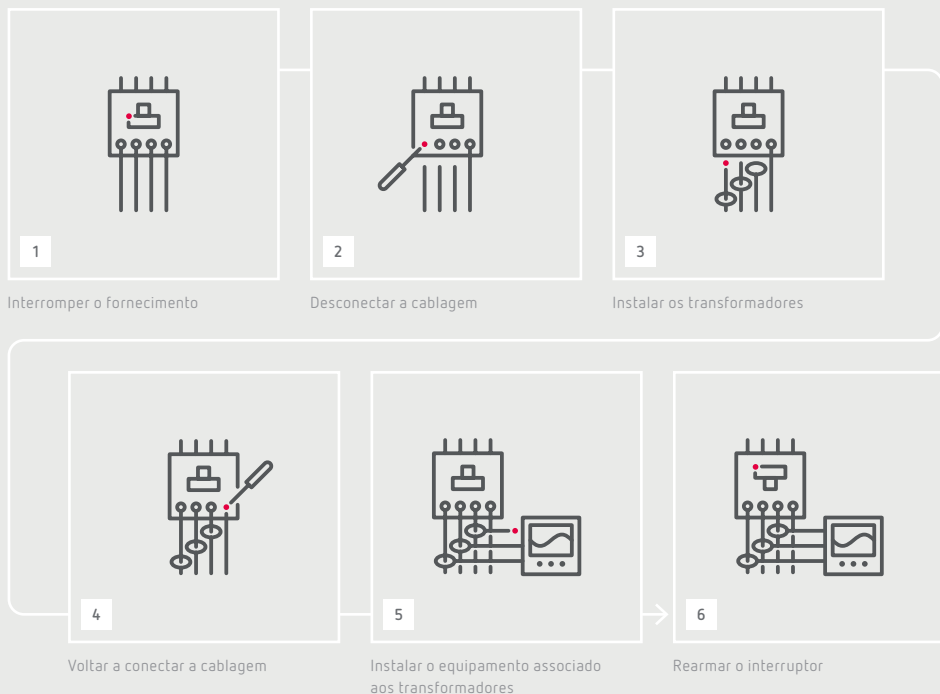 1
Interromper o fornecimento
2
Desconectar a cablagem
3
Instalar os transformadores
4
Voltar a conectar a cablagem
5
Instalar o equipamento associado
aos transformadores
6
Rearmar o interruptor